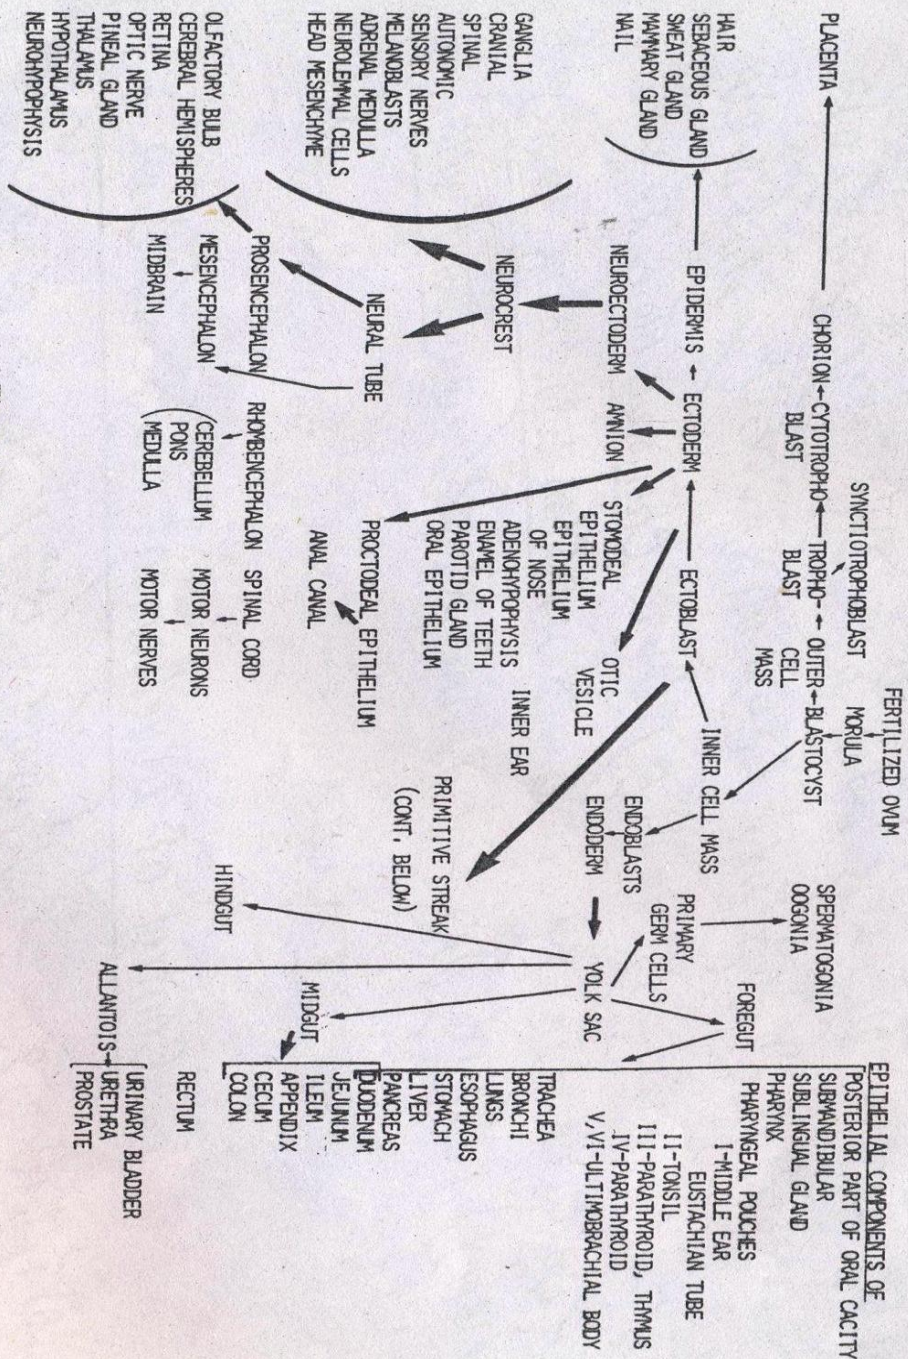 FERTILIZED OVUM
MORULA
BLASTOCYST
OUTER
CELL
MASS
TROPHO-
BLAST
SYNCTIOTROPHOBLAST
CYTOTROPHO
BLAST
CHORION
PLACENTA
INNER CELL MASS
ECTOBLAST
ECTODERM
EPIDERMIS
HAIR
SEBACEOUS GLAND
SWEAT GLAND
MAMMARY GLAND
NAIL
NEUROECTODERM
AMNION
STOMODEAL
EPITHELIUM
EPITHELIUM
OF NOSE
ADENOHYPOPHYSIS
ENAMEL OF TEETH
PAROTID GLAND
ORAL EPITHELIUM
OTIC
VESICLE
INNER EAR
NEUROCREST
GANGLIA
CRANIAL
SPINAL
AUTONOMIC
SENSORY NERVES
MELANOBLASTS
ADRENAL MEDULLA
NEUROLEMMAL CELLS
HEAD MESENCHYME
NEURAL TUBE
PROCTODEAL EPITHELIUM
ANAL CANAL
PROSENCEPHALON
RHOMBENCEPHALON
SPINAL CORD
MESENCEPHALON
MIDBRAIN
CEREBELLUM
PONS
MEDULLA
MOTOR NEURONS
MOTOR NERVES
OLFACTORY BULB
CEREBRAL HEMISPHERES
RETINA
OPTIC NERVE
PINEAL GLAND
THALAMUS
HYPOTHALAMUS
NEUROHYPOPHYSIS
PRIMITIVE STREAK
(CONT. BELOW)
ENDOBLASTS
ENDODERM
YOLK SAC
PRIMARY
GERM CELLS
SPERMATOGONIA
OOGONIA
FOREGUT
MIDGUT
HINDGUT
ALLANTOIS
EPITHELIAL COMPONENTS OF
POSTERIOR PART OF ORAL CACITY
SUBMANDIBULAR
SUBLINGUAL GLAND
PHARYNX
PHARYNGEAL POUCHES
I-MIDDLE EAR
EUSTACHIAN TUBE
II-TONSIL
III-PARATHYROID, THYMUS
IV-PARATHYROID
V,VI-ULTIMOBRACHIAL BODY
TRACHEA
BRONCHI
LUNGS
ESOPHAGUS
STOMACH
LIVER
PANCREAS
DUODENUM
JEJUNUM
ILEUM
APPENDIX
CECUM
COLON
RECTUM
URINARY BLADDER
URETHRA
PROSTATE